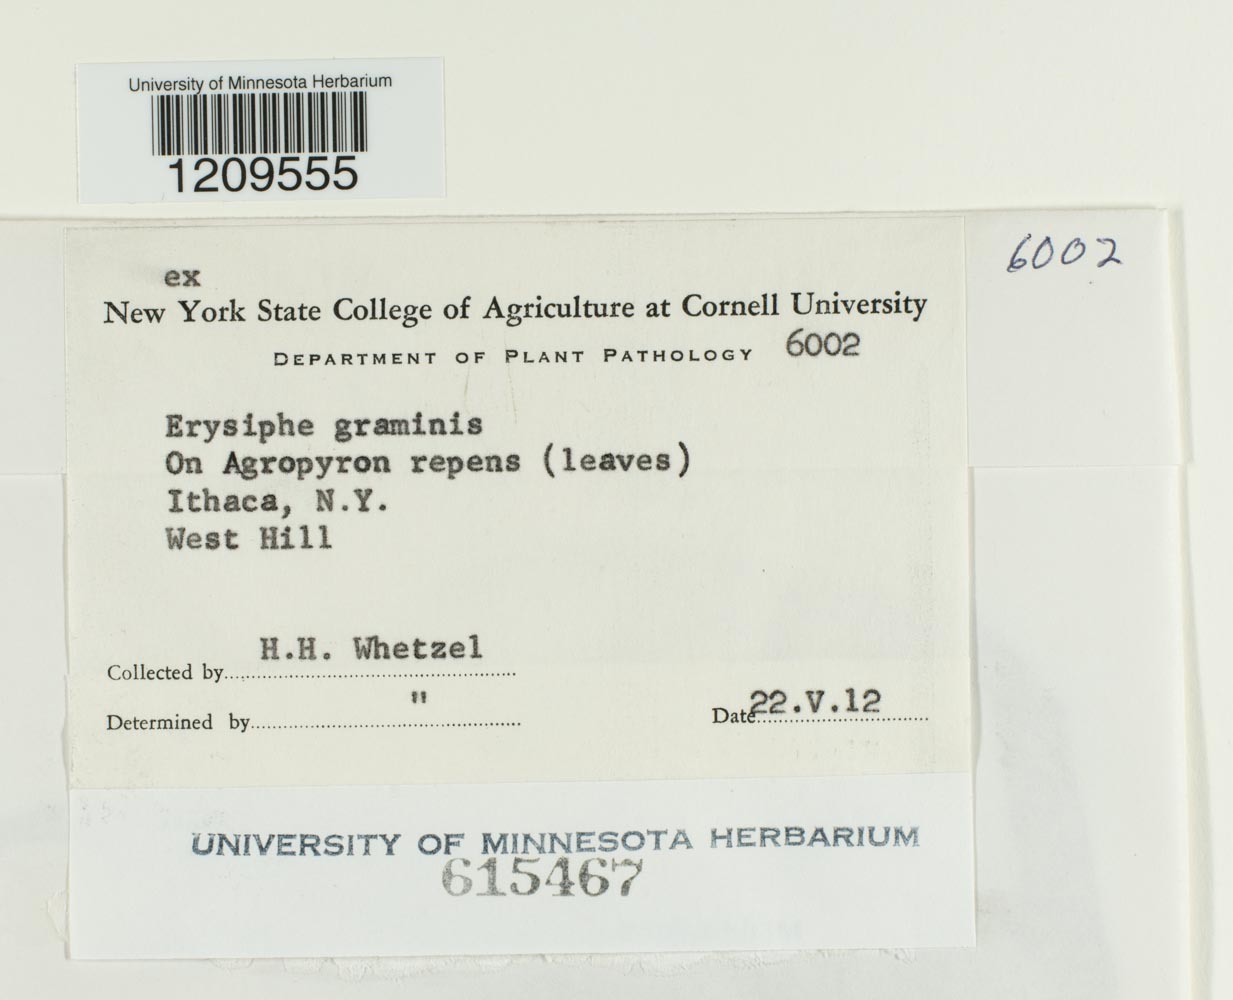 University of Minnesota Herbarium
1209555
6002
ex
New York State College of Agriculture at Cornell University
DEPARTMENT OF PLANT PATHOLOGY 6002
Erysiphe graminis
On Agropyron repens (leaves)
Ithaca, N.Y.
West Hill
H.H. Whetzel
Collected by
"
Determined by
Date 22.V.12
UNIVERSITY OF MINNESOTA HERBARIUM
615467